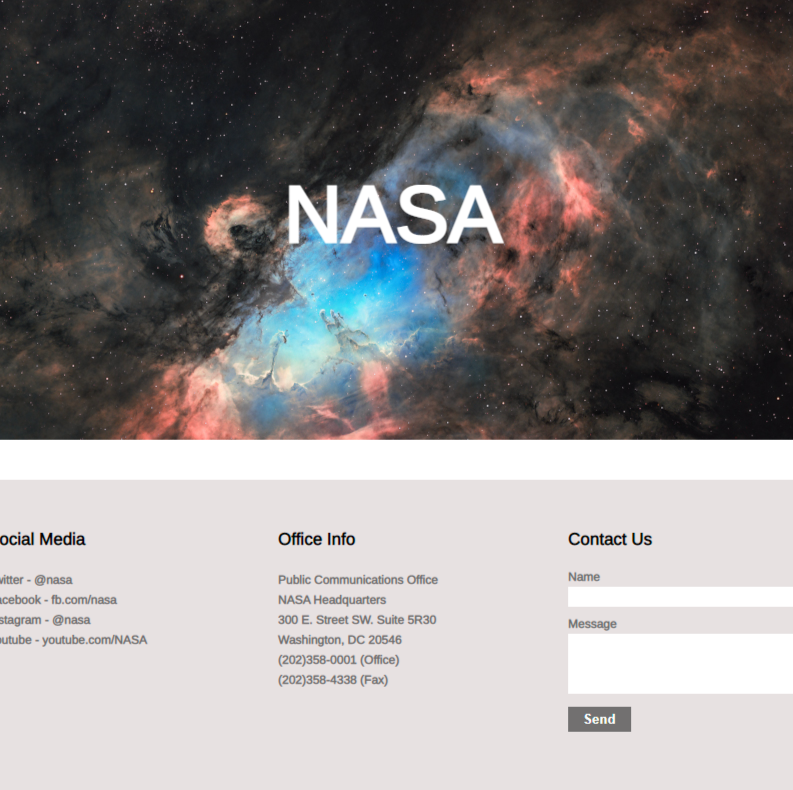 NASA
ocial Media
witter - @nasa
acebook - fb.com/nasa
stagram - @nasa
outube - youtube.com/NASA
Office Info
Public Communications Office
NASA Headquarters
300 E. Street SW. Suite 5R30
Washington, DC 20546
(202)358-0001 (Office)
(202)358-4338 (Fax)
Contact Us
Name
Message
Send